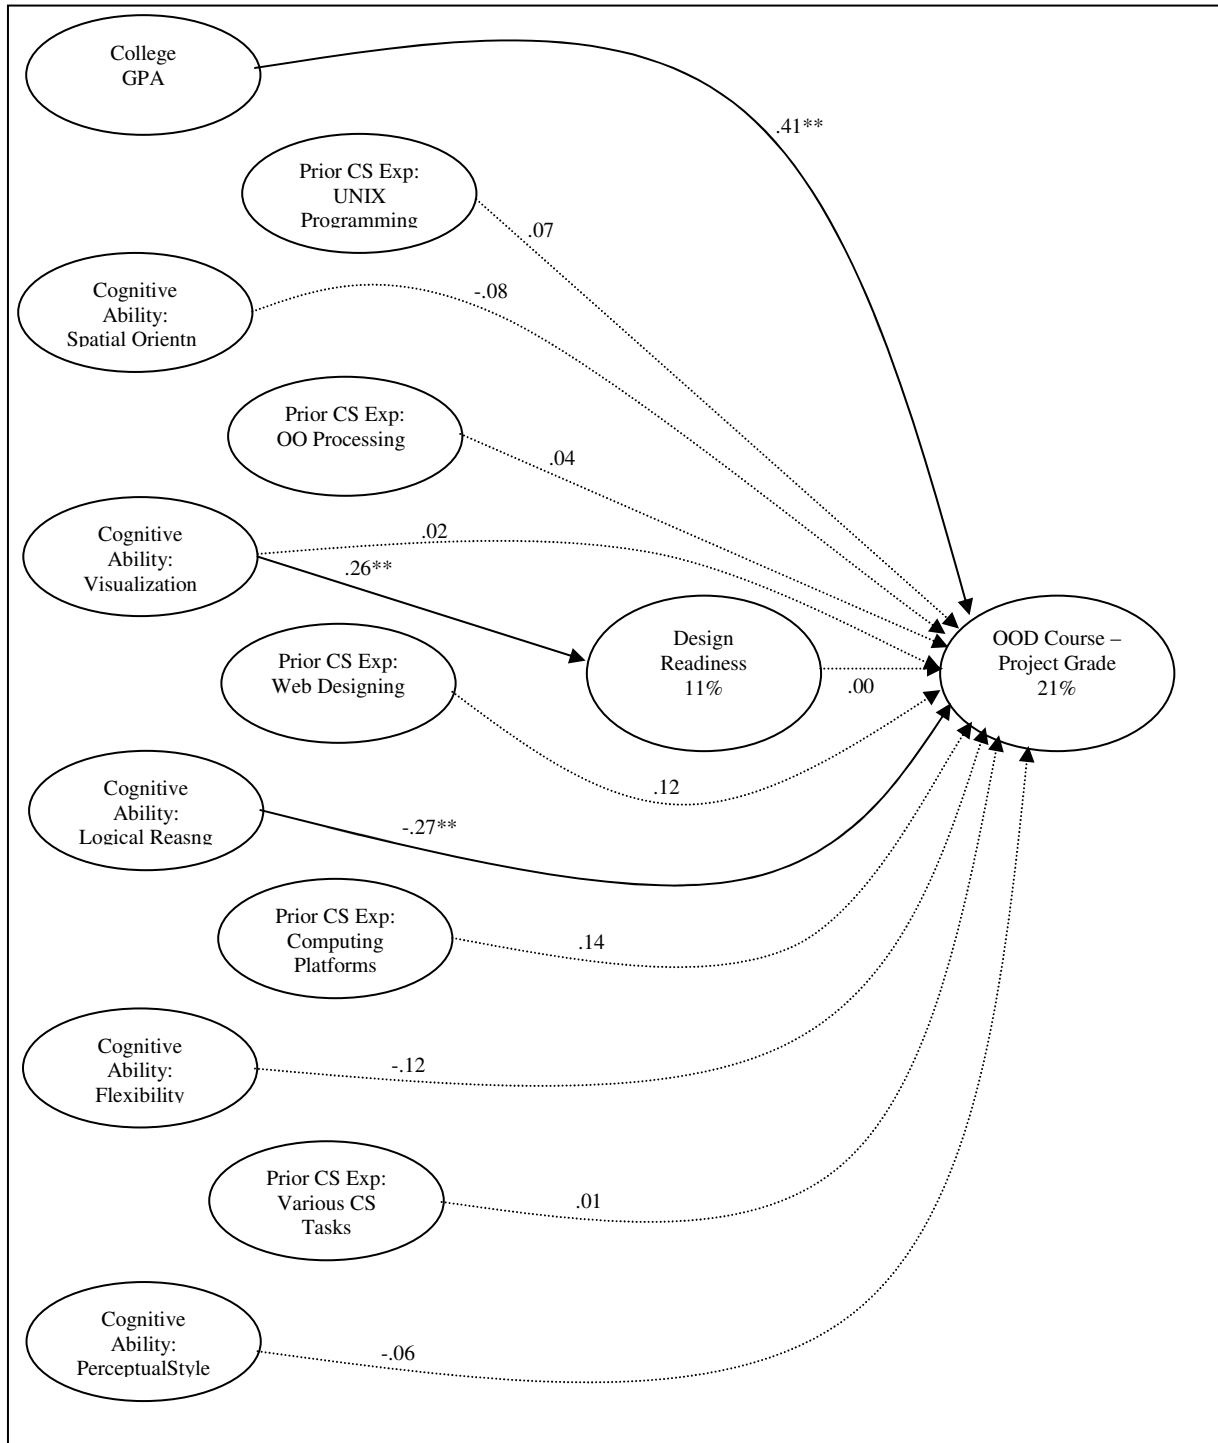 College
GPA
.41**
Prior CS Exp:
UNIX
Programming
.07
Cognitive
Ability:
Spatial Orientn
-.08
Prior CS Exp:
OO Processing
.04
Cognitive
Ability:
Visualization
.02
.26**
Design
Readiness
11%
.00
OOD Course –
Project Grade
21%
Prior CS Exp:
Web Designing
.12
Cognitive
Ability:
Logical Reasng
-.27**
Prior CS Exp:
Computing
Platforms
.14
Cognitive
Ability:
Flexibility
-.12
Prior CS Exp:
Various CS
Tasks
.01
Cognitive
Ability:
PerceptualStyle
-.06